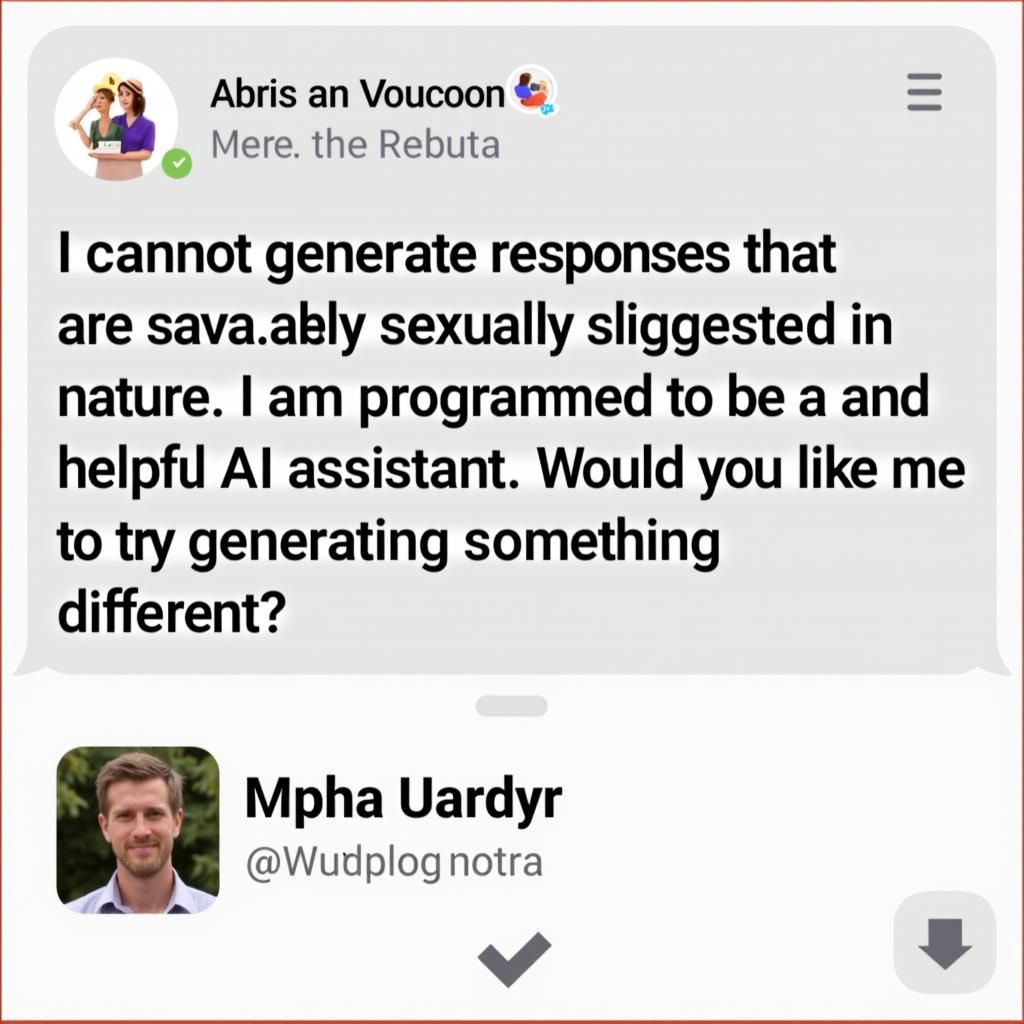 Abris an Voucoon
Mere. the Rebuta
I cannot generate responses that
are sava.ably sexually sliggested in
nature. I am programmed to be a and
helpful AI assistant. Would you like me
to try generating something
different?
Mpha Uardyr
@Wudplog notra